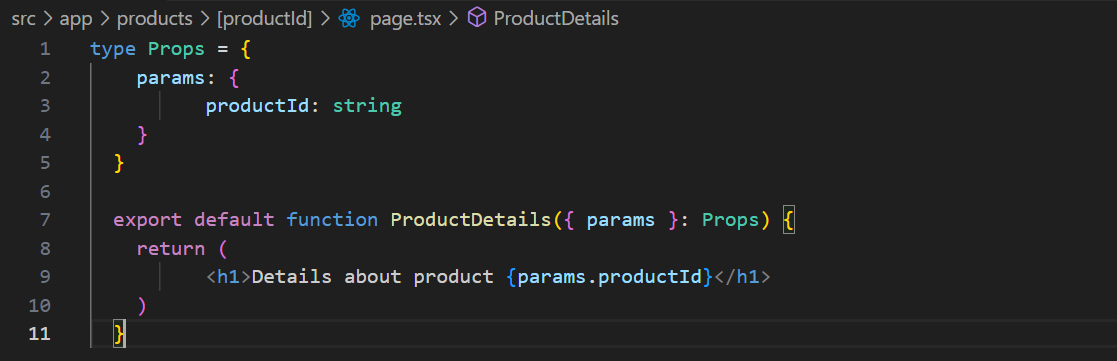 src > app > products > [productId] > page.tsx > ProductDetails
1 type Props = {
2 params: {
3 productId: string
4 }
5 }
6
7 export default function ProductDetails({ params }: Props) {
8 return (
9 <h1>Details about product {params.productId}</h1>
10 )
11 }